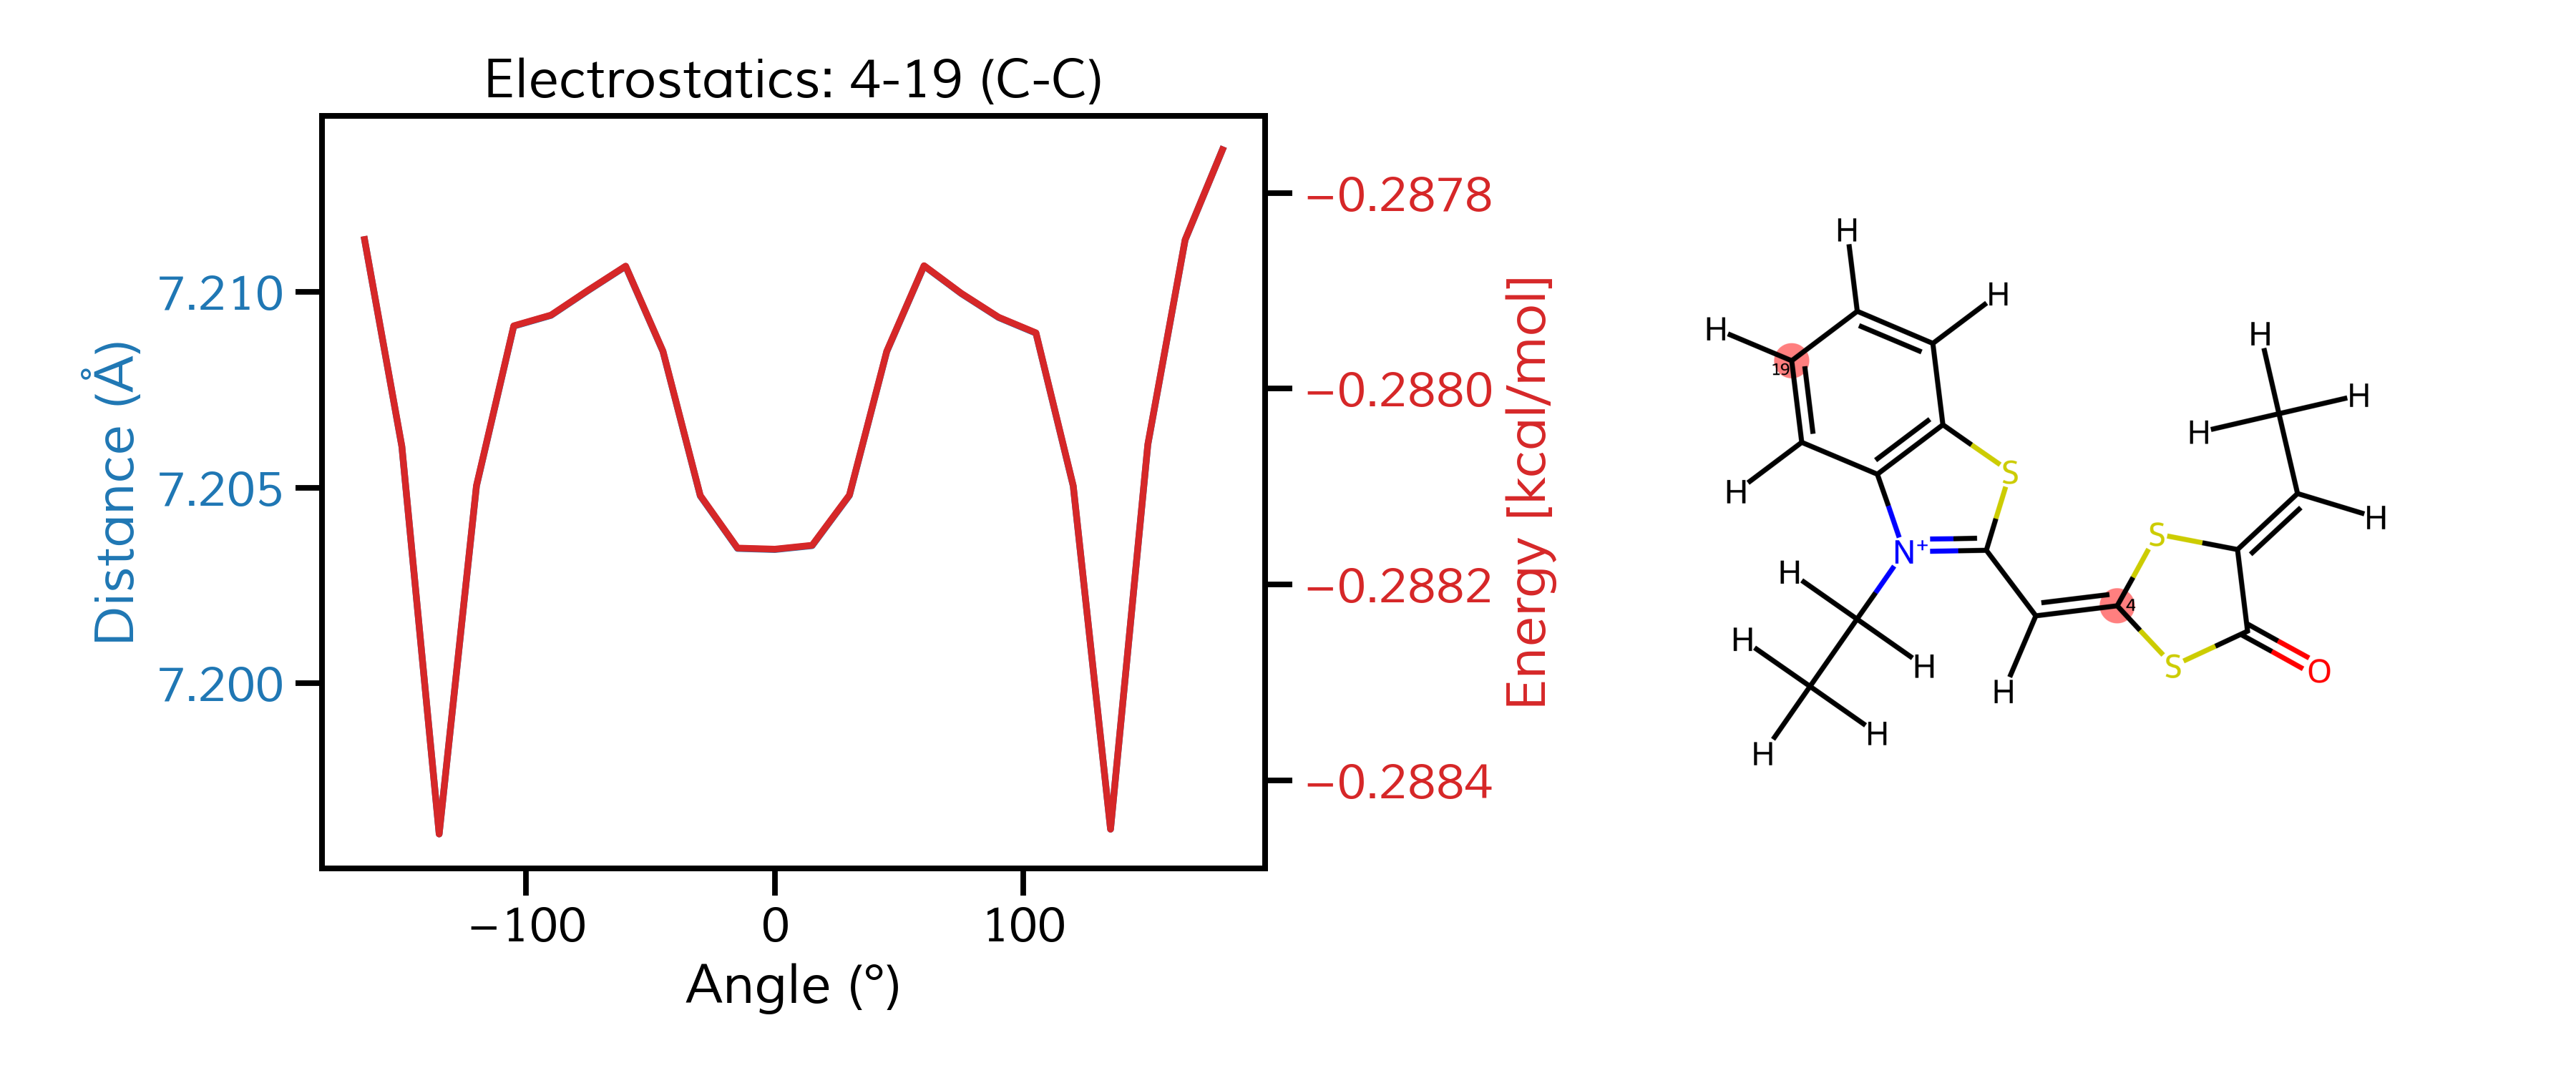 Electrostatics: 4-19 (C-C)
Distance (Å)
7.210
7.205
7.200
−100
0
100
Angle (°)
−0.2878
−0.2880
−0.2882
−0.2884
Energy [kcal/mol]
H
H
H
H
19
H
H
S
H
S
H
N+
H
4
H
H
S
O
H
H
H
H